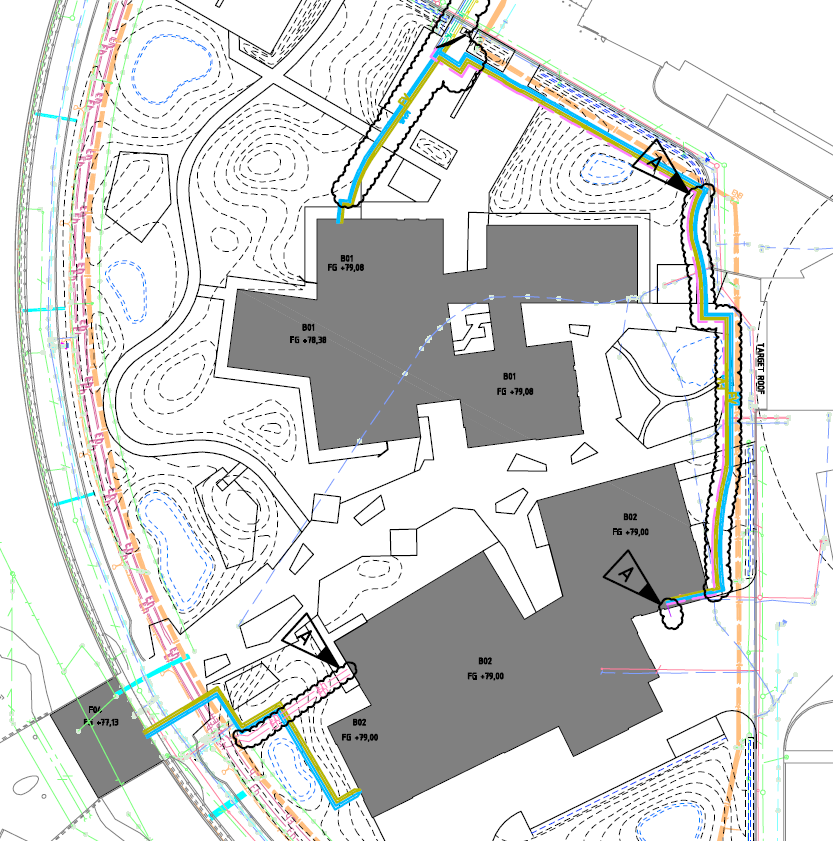 A
B01
FG +79,08
B01
FG +78,38
B01
FG +79,08
TARGET ROOF
B02
FG +79,00
A
A
B02
FG +79,00
B02
FG +79,00
FG +77,13